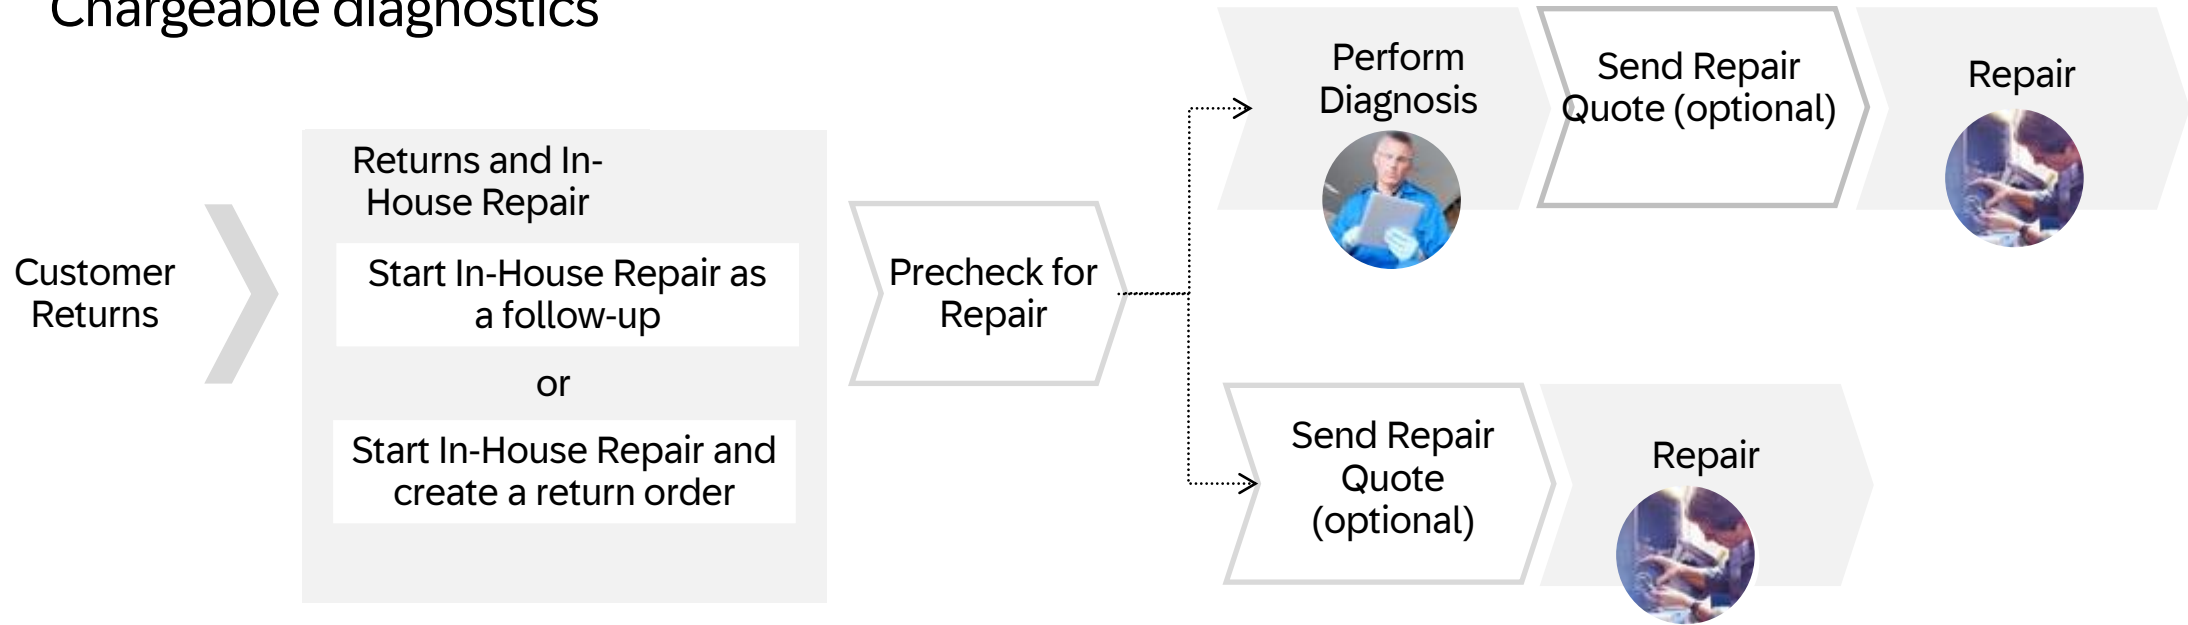 Chargeable diagnostics
Customer
Returns
Returns and In-
House Repair
Start In-House Repair as
a follow-up
or
Start In-House Repair and
create a return order
Precheck for
Repair
Perform
Diagnosis
Send Repair
Quote (optional)
Repair
Send Repair
Quote
(optional)
Repair